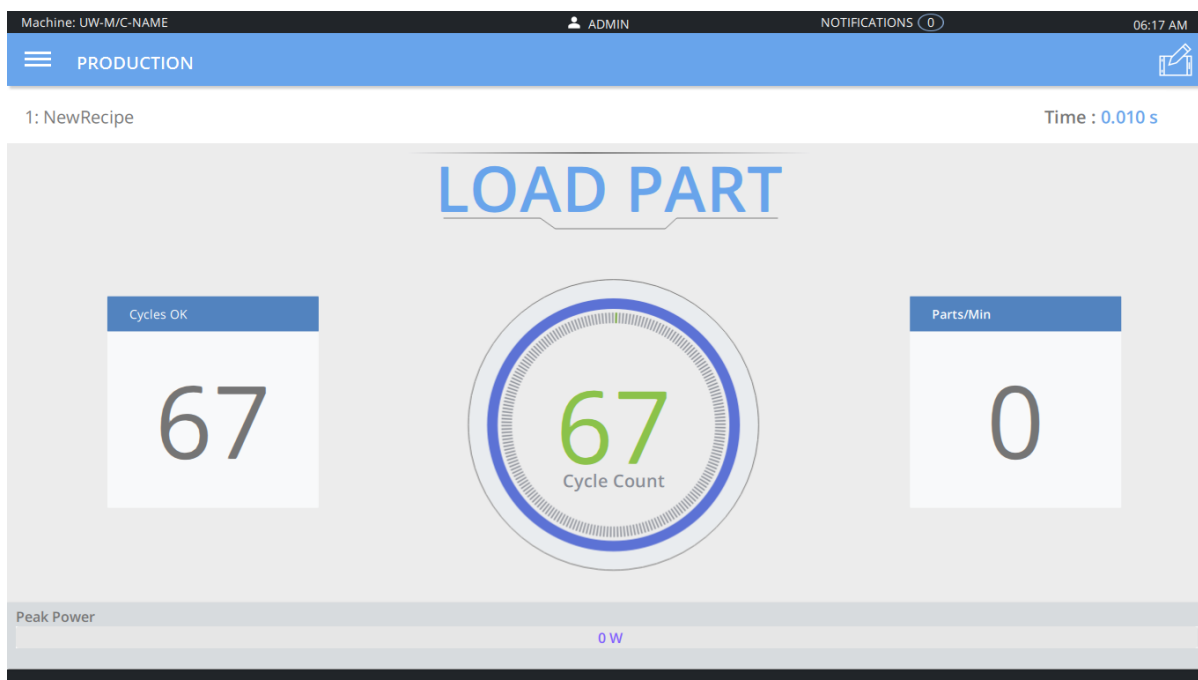 Machine: UW-M/C-NAME ADMIN NOTIFICATIONS 0 06:17 AM
PRODUCTION
1: NewRecipe Time : 0.010 s
LOAD PART
Cycles OK
67
67
Cycle Count
Parts/Min
0
Peak Power
0 W